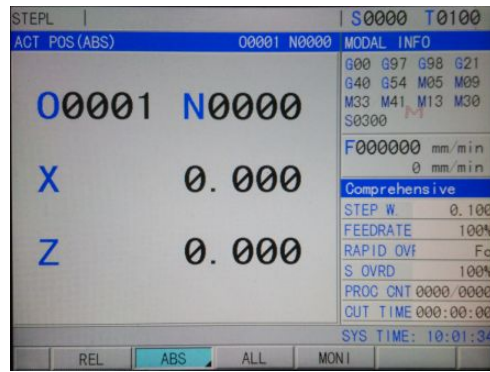 STEPL
S0000 T0100
ACT POS(ABS) O0001 N0000
MODAL INFO
G00 G97 G98 G21
G40 G54 M05 M09
M33 M41 M13 M30
S0300
O0001 N0000
X 0.000
Z 0.000
F000000 mm/min
0 mm/min
Comprehensive
STEP W. 0.100
FEEDRATE 100%
RAPID OVR
S OVRD 100%
PROC CNT 0000/0000
CUT TIME 000:00:00
SYS TIME: 10:01:34
REL ABS ALL MONI